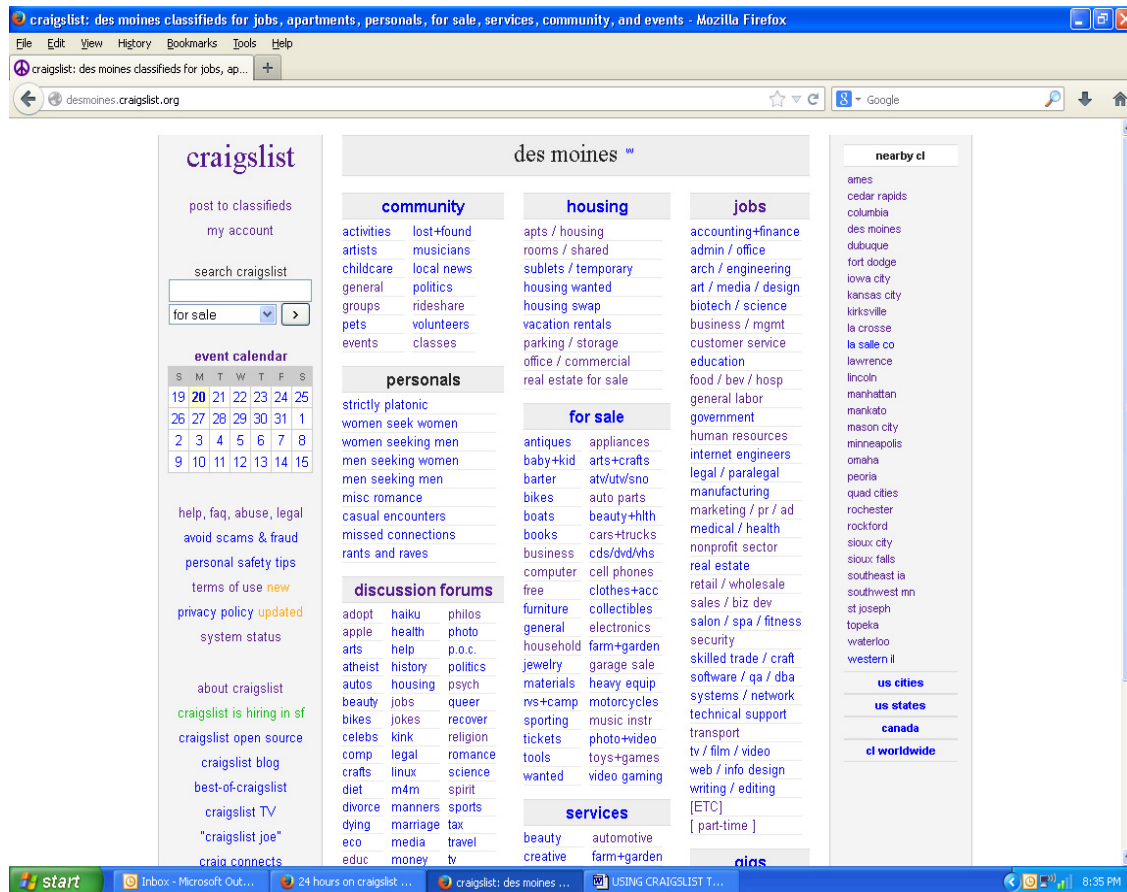 craigslist: des moines classifieds for jobs, apartments, personals, for sale, services, community, and events - Mozilla Firefox
File Edit View History Bookmarks Tools Help
craigslist: des moines classifieds for jobs, ap...
desmoines.craigslist.org
Google
craigslist
post to classifieds
my account
search craigslist
for sale
>
event calendar
S M T W T F S
19 20 21 22 23 24 25
26 27 28 29 30 31 1
2 3 4 5 6 7 8
9 10 11 12 13 14 15
help, faq, abuse, legal
avoid scams & fraud
personal safety tips
terms of use new
privacy policy updated
system status
about craigslist
craigslist is hiring in sf
craigslist open source
craigslist blog
best-of-craigslist
craigslist TV
"craigslist joe"
craig connects
des moines w
community
activities lost+found
artists musicians
childcare local news
general politics
groups rideshare
pets volunteers
events classes
personals
strictly platonic
women seek women
women seeking men
men seeking women
men seeking men
misc romance
casual encounters
missed connections
rants and raves
discussion forums
adopt haiku philos
apple health photo
arts help p.o.c.
atheist history politics
autos housing psych
beauty jobs queer
bikes jokes recover
celebs kink religion
comp legal romance
crafts linux science
diet m4m spirit
divorce manners sports
dying marriage tax
eco media travel
educ money tv
housing
apts / housing
rooms / shared
sublets / temporary
housing wanted
housing swap
vacation rentals
parking / storage
office / commercial
real estate for sale
for sale
antiques appliances
baby+kid arts+crafts
barter atv/utv/sno
bikes auto parts
boats beauty+hlth
books cars+trucks
business cds/dvd/vhs
computer cell phones
free clothes+acc
furniture collectibles
general electronics
household farm+garden
jewelry garage sale
materials heavy equip
rvs+camp motorcycles
sporting music instr
tickets photo+video
tools toys+games
wanted video gaming
services
beauty automotive
creative farm+garden
jobs
accounting+finance
admin / office
arch / engineering
art / media / design
biotech / science
business / mgmt
customer service
education
food / bev / hosp
general labor
government
human resources
internet engineers
legal / paralegal
manufacturing
marketing / pr / ad
medical / health
nonprofit sector
real estate
retail / wholesale
sales / biz dev
salon / spa / fitness
security
skilled trade / craft
software / qa / dba
systems / network
technical support
transport
tv / film / video
web / info design
writing / editing
[ETC]
[ part-time ]
gigs
nearby cl
ames
cedar rapids
columbia
des moines
dubuque
fort dodge
iowa city
kansas city
kirksville
la crosse
la salle co
lawrence
lincoln
manhattan
mankato
mason city
minneapolis
omaha
peoria
quad cities
rochester
rockford
sioux city
sioux falls
southeast ia
southwest mn
st joseph
topeka
waterloo
western il
us cities
us states
canada
cl worldwide
start
Inbox - Microsoft Out...
24 hours on craigslist ...
craigslist: des moines ...
USING CRAIGSLIST T...
8:35 PM